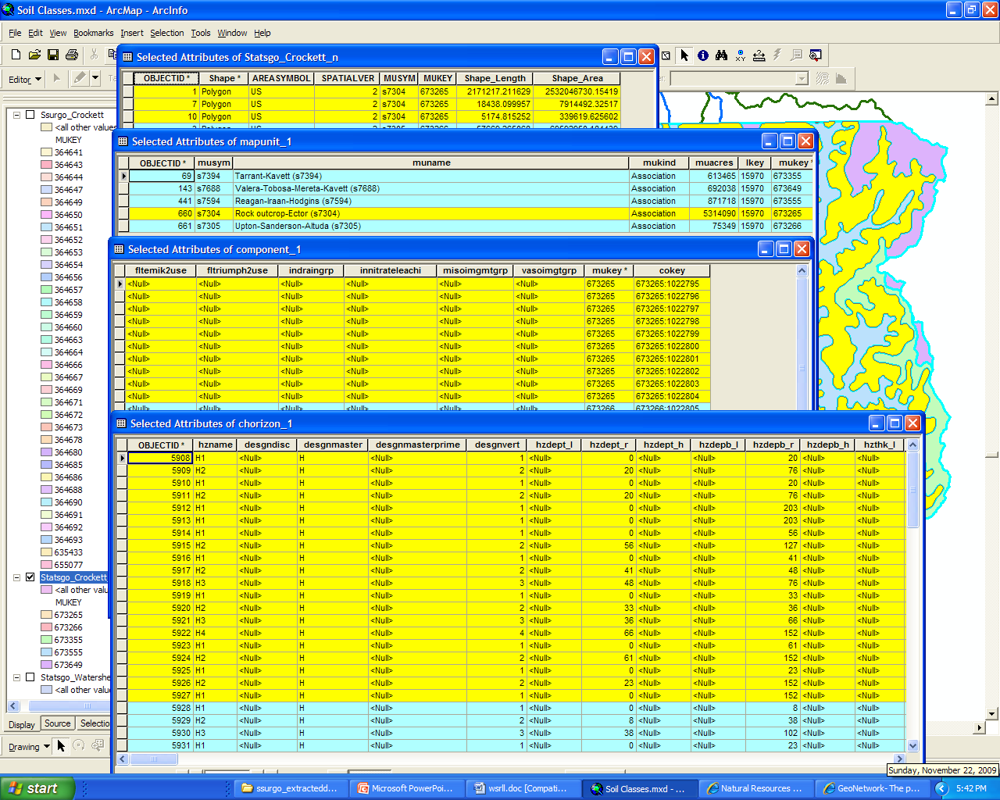 Soil Classes.mxd - ArcMap - ArcInfo
File Edit View Bookmarks Insert Selection Tools Window Help
Editor
Ssurgo_Crockett
<all other values
MUKEY
364641
364643
364644
364647
364649
364650
364651
364652
364653
364654
364656
364657
364658
364659
364660
364663
364664
364666
364667
364669
364671
364672
364673
364678
364680
364685
364686
364688
364690
364691
364692
364693
635433
655077
Statsgo_Crockett
<all other valu
MUKEY
673265
673266
673355
673555
673649
Statsgo_Watershe
<all other valu
Display Source Selectio
Drawing
Selected Attributes of Statsgo_Crockett_n
OBJECTID * Shape * AREASYMBOL SPATIALVER MUSYM MUKEY Shape_Length Shape_Area
1 Polygon US 2 s7304 673265 2171217.211629 2532046730.15419
7 Polygon US 2 s7304 673265 18438.099957 7914492.32517
10 Polygon US 2 s7304 673265 5174.815252 339619.625602
Selected Attributes of mapunit_1
OBJECTID * musym muname mukind muacres lkey mukey *
69 s7394 Tarrant-Kavett (s7394) Association 613465 15970 673355
143 s7688 Valera-Tobosa-Mereta-Kavett (s7688) Association 692038 15970 673649
441 s7594 Reagan-Iraan-Hodgins (s7594) Association 871718 15970 673555
660 s7304 Rock outcrop-Ector (s7304) Association 5314090 15970 673265
661 s7305 Upton-Sanderson-Altuda (s7305) Association 75349 15970 673266
Selected Attributes of component_1
fltemik2use fltriumph2use indraingrp innitrateleachi misoimgmtgrp vasoimgtgrp mukey * cokey
<Null> <Null> <Null> <Null> <Null> <Null> 673265 673265:1022795
<Null> <Null> <Null> <Null> <Null> <Null> 673265 673265:1022796
<Null> <Null> <Null> <Null> <Null> <Null> 673265 673265:1022797
<Null> <Null> <Null> <Null> <Null> <Null> 673265 673265:1022798
<Null> <Null> <Null> <Null> <Null> <Null> 673265 673265:1022799
<Null> <Null> <Null> <Null> <Null> <Null> 673265 673265:1022800
<Null> <Null> <Null> <Null> <Null> <Null> 673265 673265:1022801
<Null> <Null> <Null> <Null> <Null> <Null> 673265 673265:1022802
<Null> <Null> <Null> <Null> <Null> <Null> 673265 673265:1022803
<Null> <Null> <Null> <Null> <Null> <Null> 673265 673265:1022804
<Null> <Null> <Null> <Null> <Null> <Null> 673266 673266:1022805
Selected Attributes of chorizon_1
OBJECTID * hzname desgndisc desgnmaster desgnmasterprime desgnvert hzdept_l hzdept_r hzdept_h hzdepb_l hzdepb_r hzdepb_h hzthk_l
5908 H1 <Null> H <Null> 1 <Null> 0 <Null> <Null> 20 <Null> <Null>
5909 H2 <Null> H <Null> 2 <Null> 20 <Null> <Null> 76 <Null> <Null>
5910 H1 <Null> H <Null> 1 <Null> 0 <Null> <Null> 20 <Null> <Null>
5911 H2 <Null> H <Null> 2 <Null> 20 <Null> <Null> 76 <Null> <Null>
5912 H1 <Null> H <Null> 1 <Null> 0 <Null> <Null> 203 <Null> <Null>
5913 H1 <Null> H <Null> 1 <Null> 0 <Null> <Null> 203 <Null> <Null>
5914 H1 <Null> H <Null> 1 <Null> 0 <Null> <Null> 56 <Null> <Null>
5915 H2 <Null> H <Null> 2 <Null> 56 <Null> <Null> 127 <Null> <Null>
5916 H1 <Null> H <Null> 1 <Null> 0 <Null> <Null> 41 <Null> <Null>
5917 H2 <Null> H <Null> 2 <Null> 41 <Null> <Null> 48 <Null> <Null>
5918 H3 <Null> H <Null> 3 <Null> 48 <Null> <Null> 76 <Null> <Null>
5919 H1 <Null> H <Null> 1 <Null> 0 <Null> <Null> 33 <Null> <Null>
5920 H2 <Null> H <Null> 2 <Null> 33 <Null> <Null> 36 <Null> <Null>
5921 H3 <Null> H <Null> 3 <Null> 36 <Null> <Null> 66 <Null> <Null>
5922 H4 <Null> H <Null> 4 <Null> 66 <Null> <Null> 152 <Null> <Null>
5923 H1 <Null> H <Null> 1 <Null> 0 <Null> <Null> 61 <Null> <Null>
5924 H2 <Null> H <Null> 2 <Null> 61 <Null> <Null> 152 <Null> <Null>
5925 H1 <Null> H <Null> 1 <Null> 0 <Null> <Null> 23 <Null> <Null>
5926 H2 <Null> H <Null> 2 <Null> 23 <Null> <Null> 152 <Null> <Null>
5927 H1 <Null> H <Null> 1 <Null> 0 <Null> <Null> 152 <Null> <Null>
5928 H1 <Null> H <Null> 1 <Null> 0 <Null> <Null> 8 <Null> <Null>
5929 H2 <Null> H <Null> 2 <Null> 8 <Null> <Null> 38 <Null> <Null>
5930 H3 <Null> H <Null> 3 <Null> 38 <Null> <Null> 102 <Null> <Null>
5931 H1 <Null> H <Null> 1 <Null> 0 <Null> <Null> 23 <Null> <Null>
Sunday, November 22, 2009
start ssurgo_extractedd... Microsoft PowerPoin... wsrll.doc [Compati... Soil Classes.mxd - ... Natural Resources ... GeoNetwork- The p... 5:42 PM